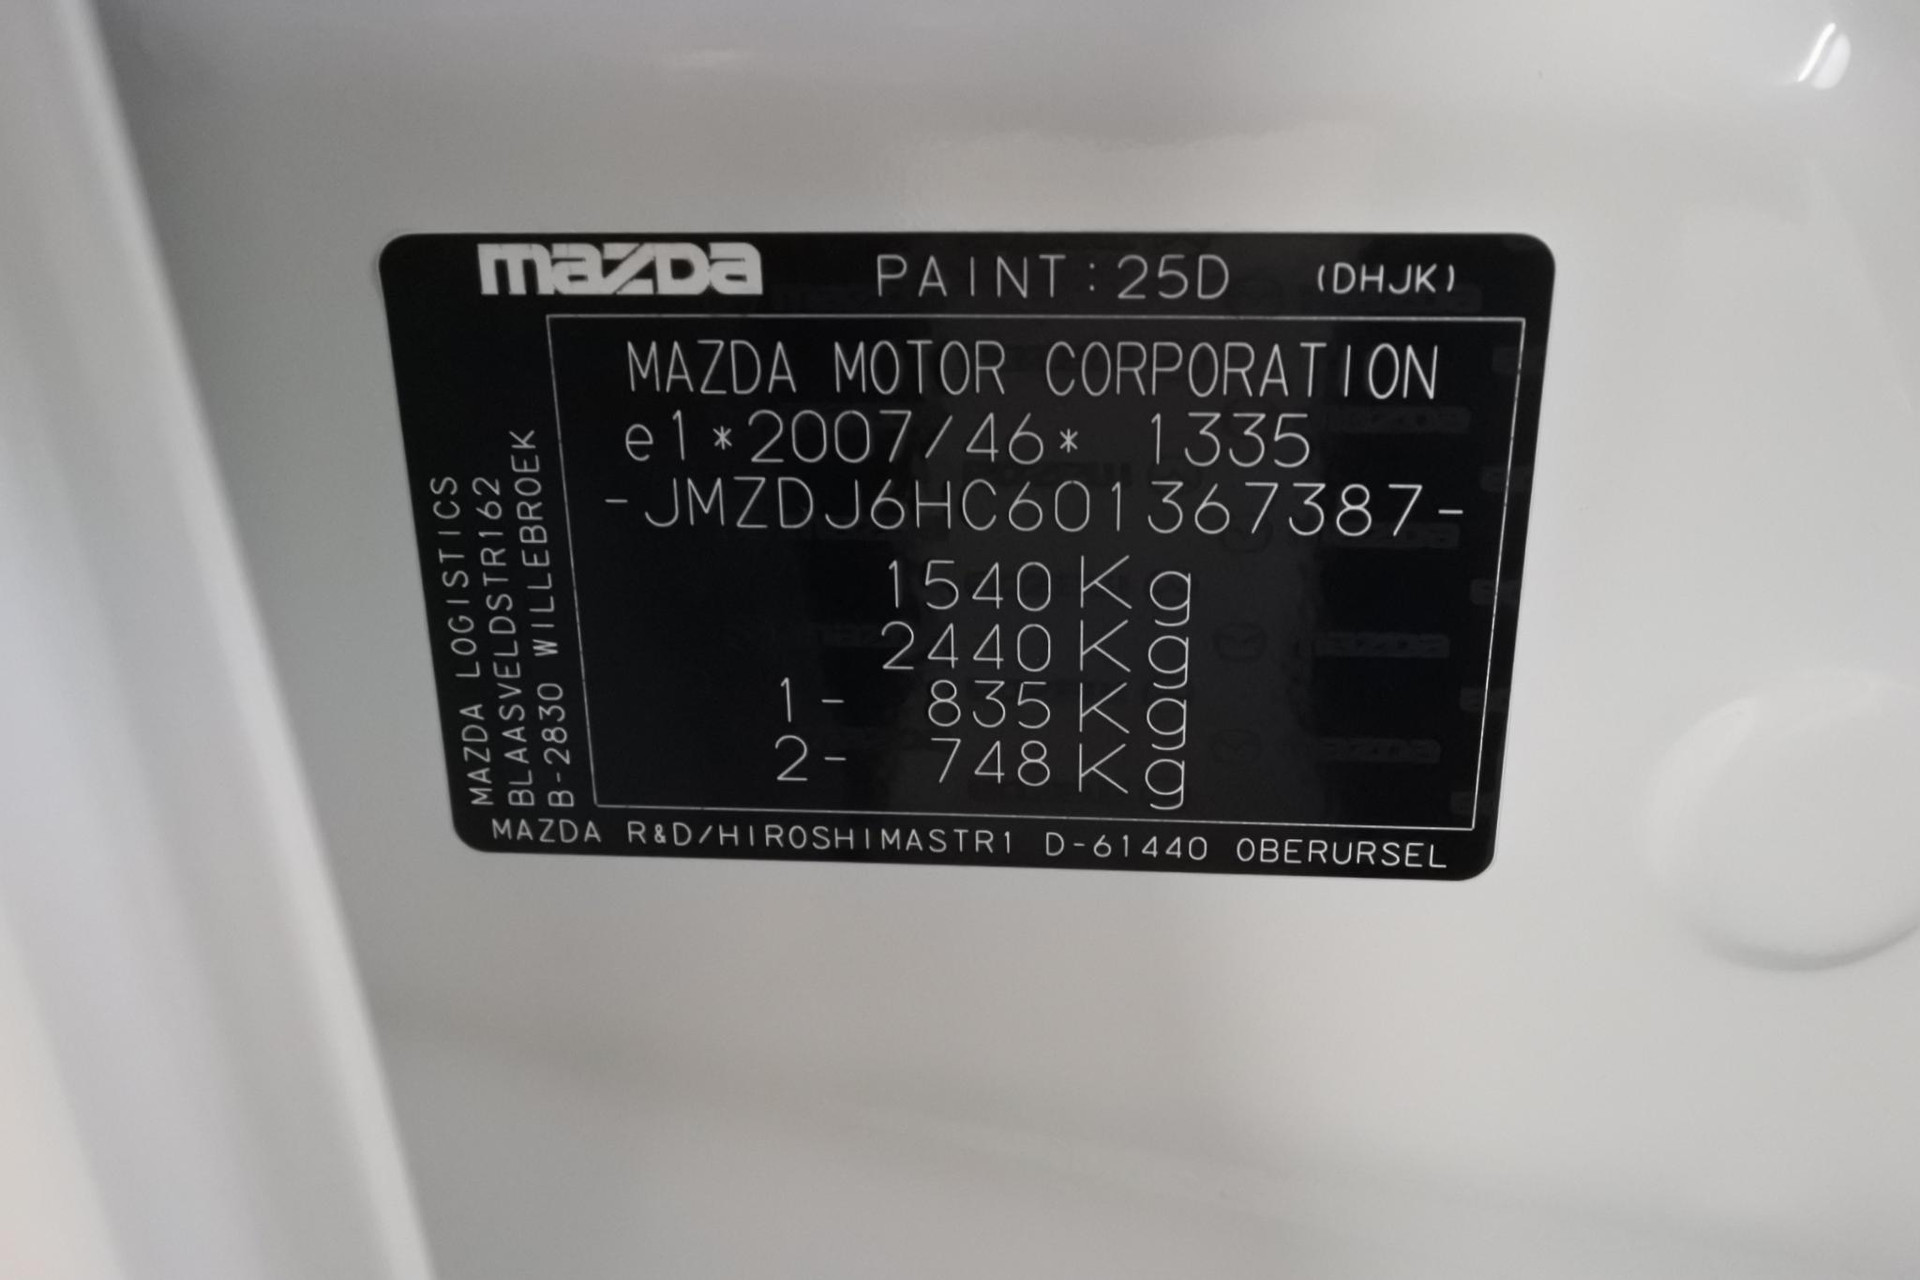 mazda PAINT:25D (DHJK)
MAZDA MOTOR CORPORATION
e1*2007/46* 1335
-JMZDJ6HC601367387-
1540Kg
2440Kg
1- 835Kg
2- 748Kg
MAZDA LOGISTICS
BLAASVELDSTR162
B-2830 WILLEBROEK
MAZDA R&D/HIROSHIMASTR1 D-61440 OBERURSEL